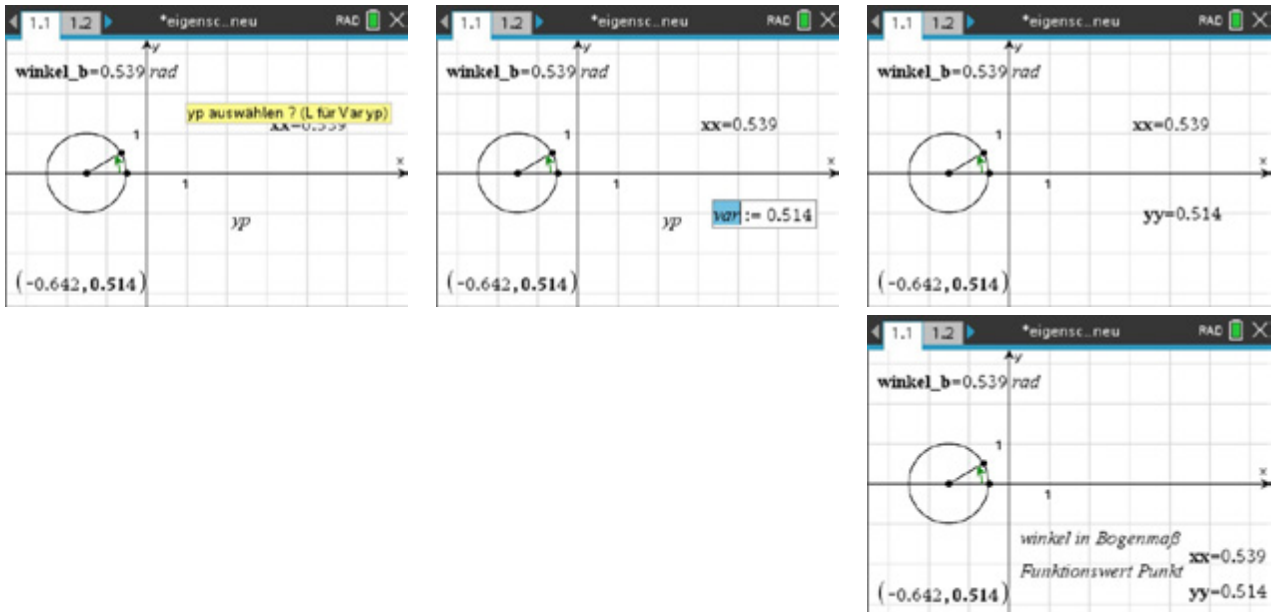 1.1 1.2 *eigensc...neu RAD
y
winkel_b=0.539 rad
yp auswählen ? (L für Var yp)
xx=0.539
1
x
1
yp
(-0.642,0.514)
1.1 1.2 *eigensc...neu RAD
y
winkel_b=0.539 rad
xx=0.539
1
x
1
yp
var := 0.514
(-0.642,0.514)
1.1 1.2 *eigensc...neu RAD
y
winkel_b=0.539 rad
xx=0.539
1
x
1
yy=0.514
(-0.642,0.514)
1.1 1.2 *eigensc...neu RAD
y
winkel_b=0.539 rad
1
x
1
winkel in Bogenmaß
xx=0.539
Funktionswert Punkt
yy=0.514
(-0.642,0.514)